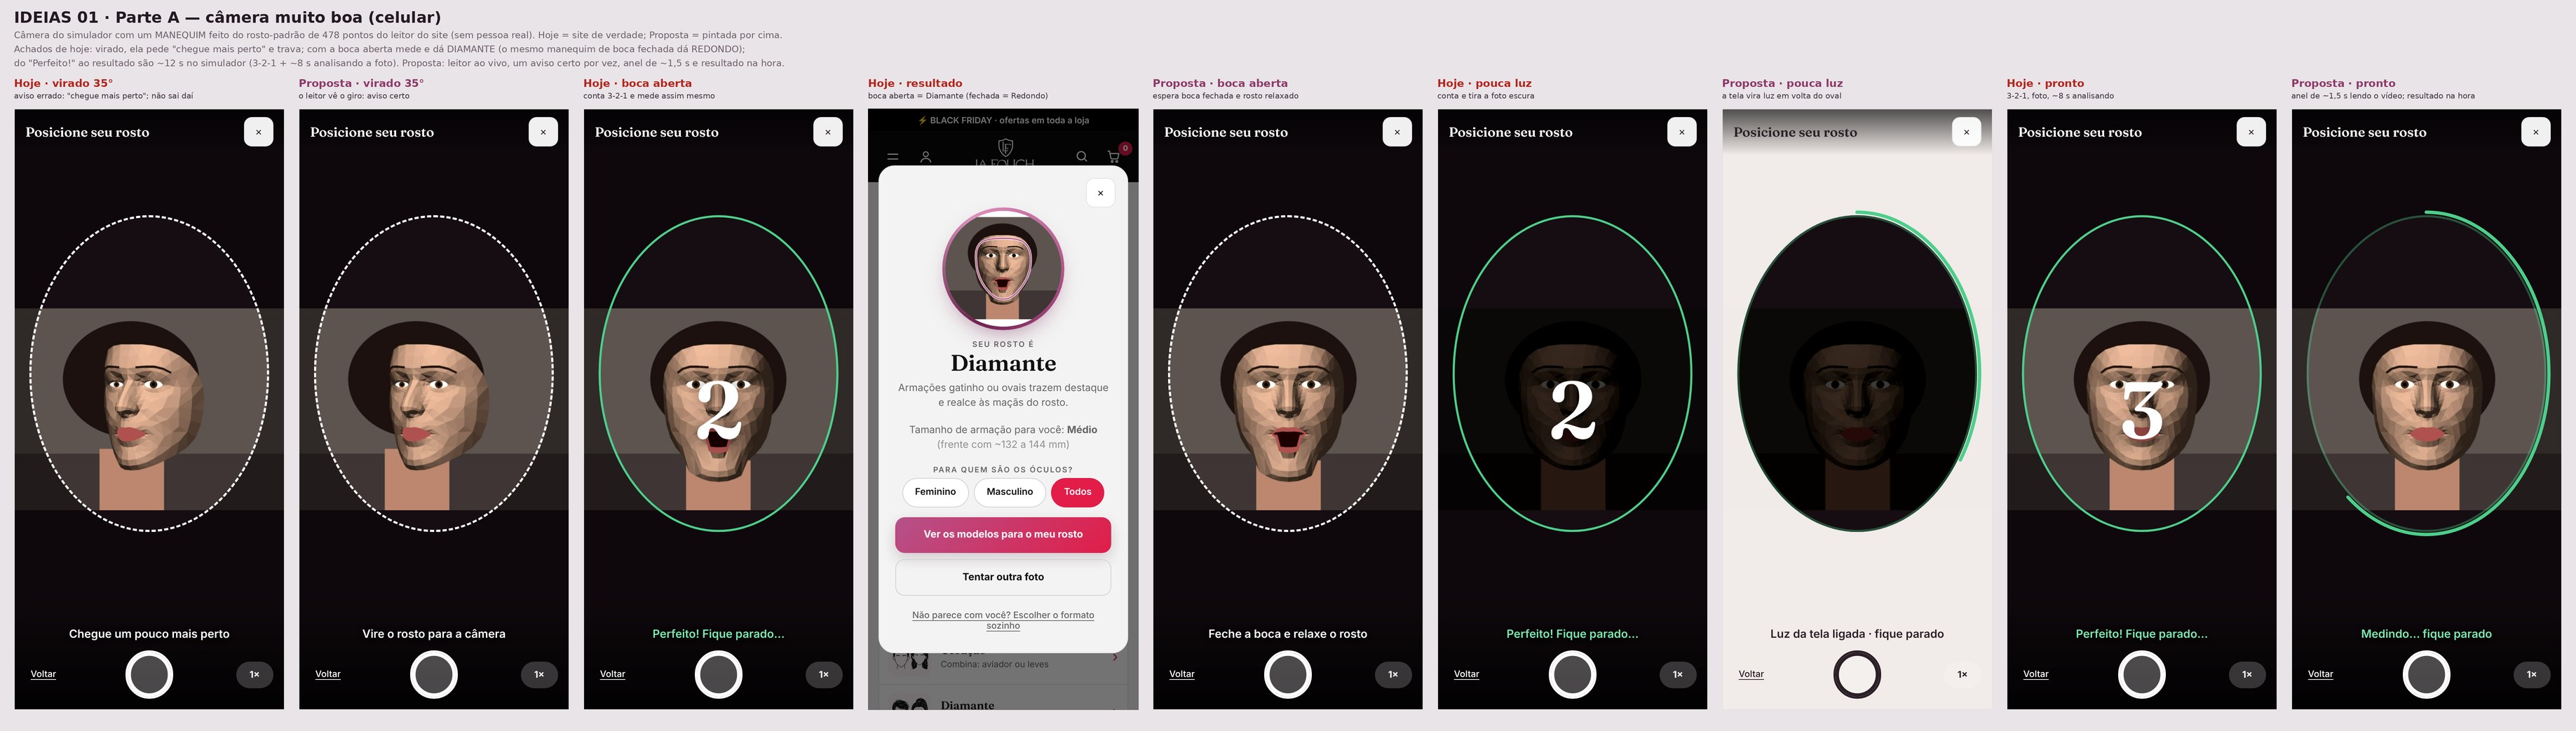 IDEIAS 01 · Parte A — câmera muito boa (celular)
Câmera do simulador com um MANEQUIM feito do rosto-padrão de 478 pontos do leitor do site (sem pessoa real). Hoje = site de verdade; Proposta = pintada por cima.
Achados de hoje: virado, ela pede "chegue mais perto" e trava; com a boca aberta mede e dá DIAMANTE (o mesmo manequim de boca fechada dá REDONDO);
do "Perfeito!" ao resultado são ~12 s no simulador (3-2-1 + ~8 s analisando a foto). Proposta: leitor ao vivo, um aviso certo por vez, anel de ~1,5 s e resultado na hora.
Hoje · virado 35°
aviso errado: "chegue mais perto"; não sai daí
Posicione seu rosto
×
Chegue um pouco mais perto
Voltar
1×
Proposta · virado 35°
o leitor vê o giro: aviso certo
Posicione seu rosto
×
Vire o rosto para a câmera
Voltar
1×
Hoje · boca aberta
conta 3-2-1 e mede assim mesmo
Posicione seu rosto
×
2
Perfeito! Fique parado...
Voltar
1×
Hoje · resultado
boca aberta = Diamante (fechada = Redondo)
⚡ BLACK FRIDAY · ofertas em toda a loja
0
×
SEU ROSTO É
Diamante
Armações gatinho ou ovais trazem destaque
e realce às maçãs do rosto.
Tamanho de armação para você: Médio
(frente com ~132 a 144 mm)
PARA QUEM SÃO OS ÓCULOS?
Feminino
Masculino
Todos
Ver os modelos para o meu rosto
Tentar outra foto
Não parece com você? Escolher o formato
sozinho
Combina: aviador ou leves
Diamante
Proposta · boca aberta
espera boca fechada e rosto relaxado
Posicione seu rosto
×
Feche a boca e relaxe o rosto
Voltar
1×
Hoje · pouca luz
conta e tira a foto escura
Posicione seu rosto
×
2
Perfeito! Fique parado...
Voltar
1×
Proposta · pouca luz
a tela vira luz em volta do oval
Posicione seu rosto
×
Luz da tela ligada · fique parado
Voltar
1×
Hoje · pronto
3-2-1, foto, ~8 s analisando
Posicione seu rosto
×
3
Perfeito! Fique parado...
Voltar
1×
Proposta · pronto
anel de ~1,5 s lendo o vídeo; resultado na hora
Posicione seu rosto
×
Medindo... fique parado
Voltar
1×